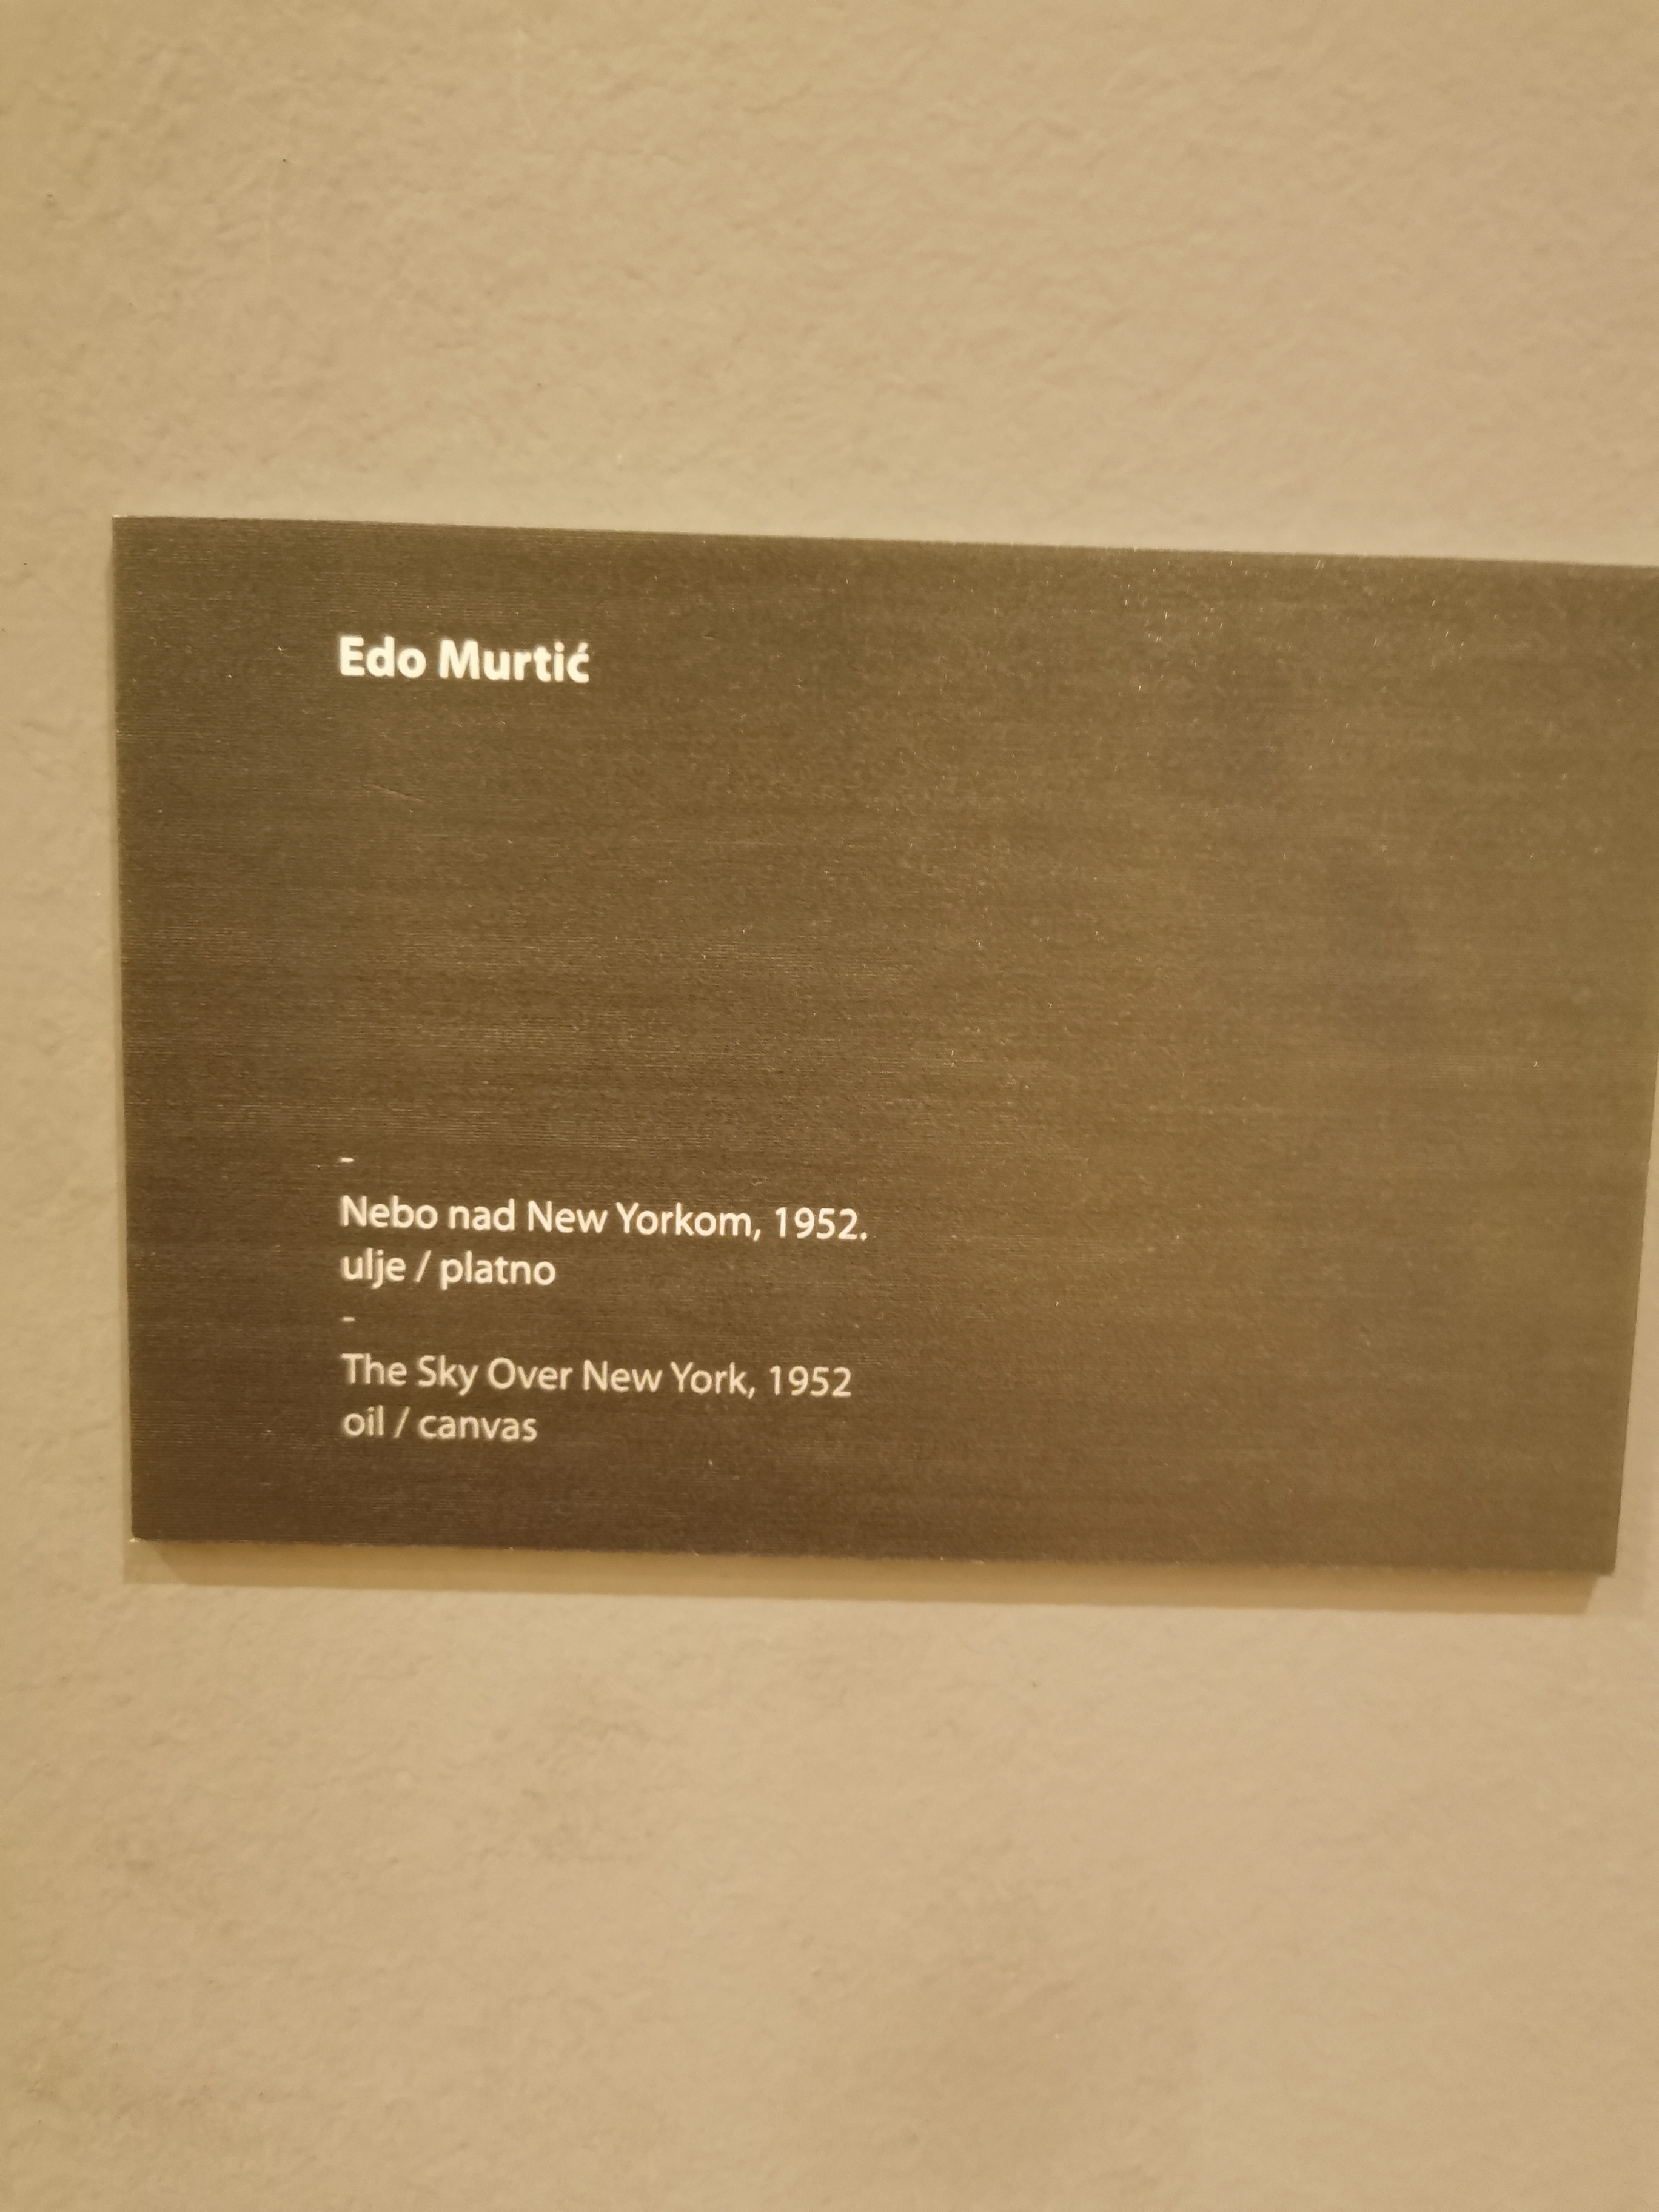 Edo Murtić
-
Nebo nad New Yorkom, 1952.
ulje / platno
-
The Sky Over New York, 1952
oil / canvas